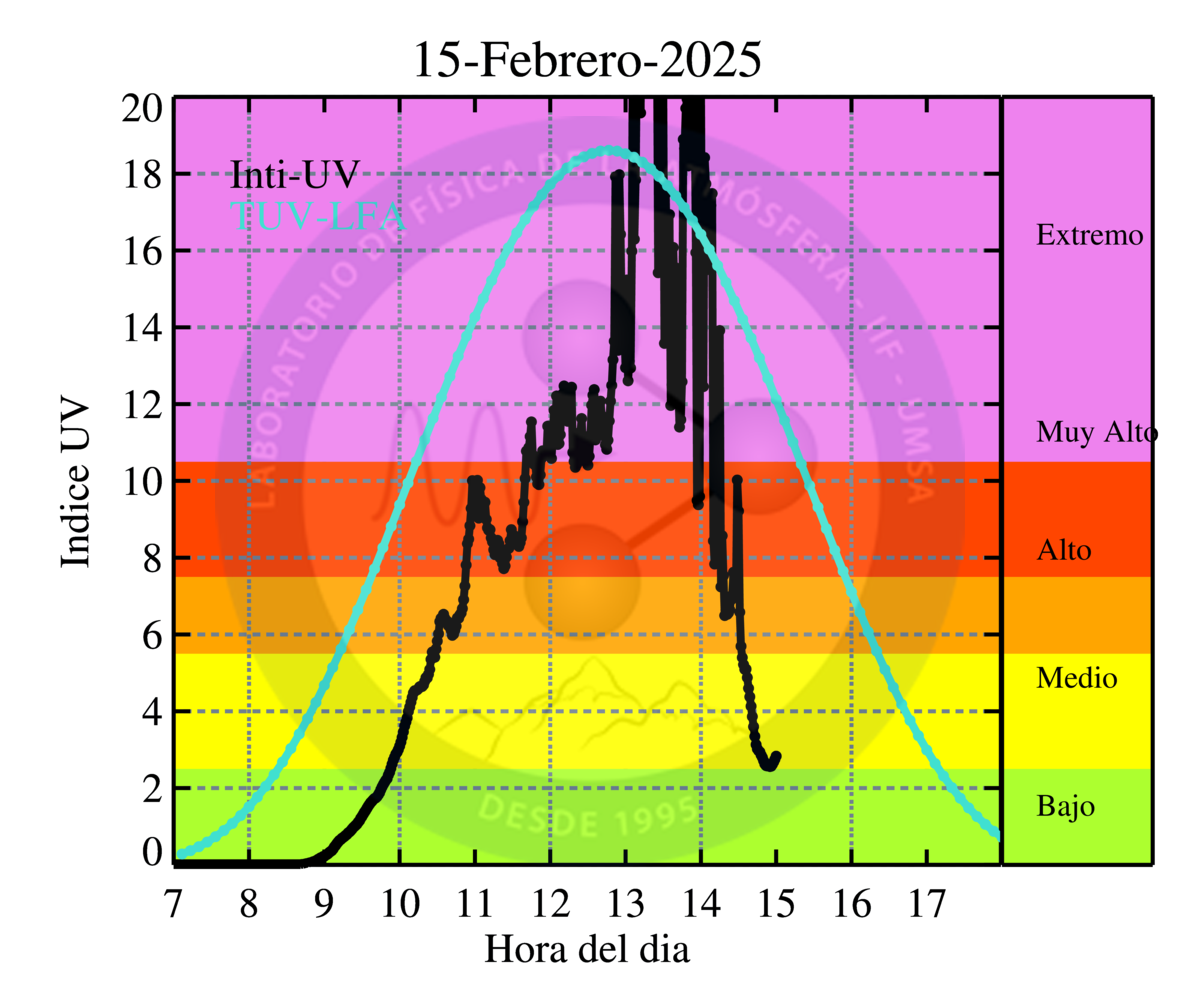 15-Febrero-2025
20
18
16
14
12
10
8
6
4
2
0
Indice UV
Inti-UV
TUV-LFA
LABORATORIO DE FÍSICA DE LA ATMÓSFERA - IIF - UMSA
DESDE 1995
Extremo
Muy Alto
Alto
Medio
Bajo
7 8 9 10 11 12 13 14 15 16 17
Hora del dia